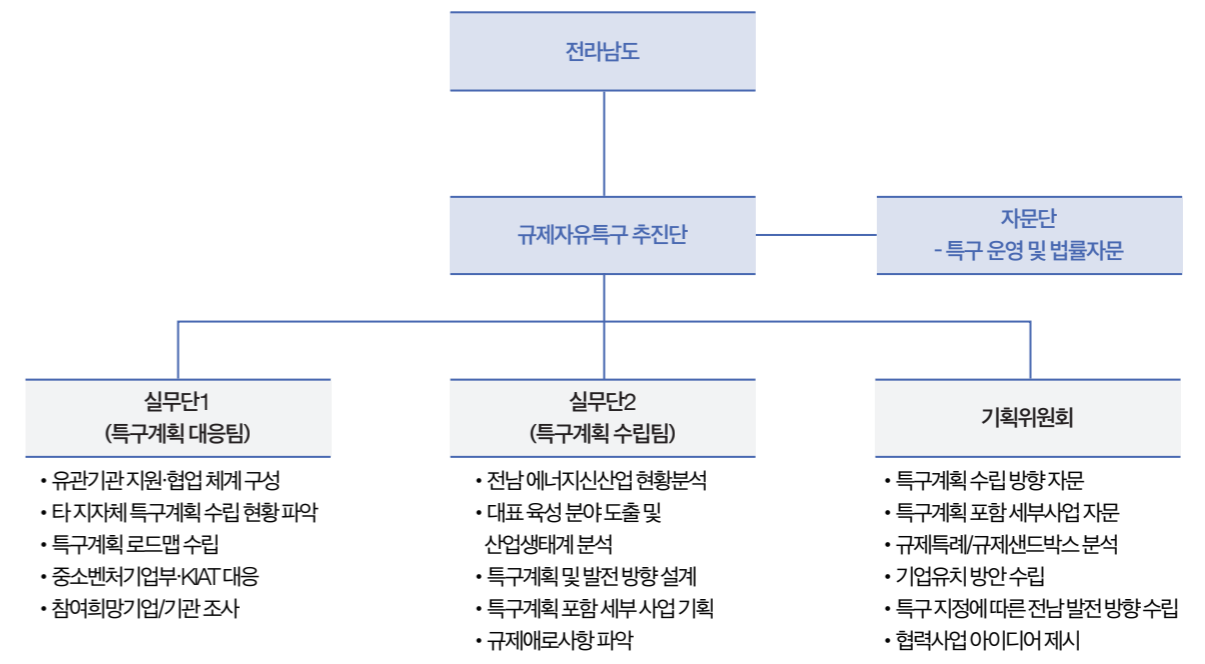 전라남도
규제자유특구 추진단
자문단
- 특구 운영 및 법률자문
실무단1
(특구계획 대응팀)
• 유관기관 지원·협업 체계 구성
• 타 지자체 특구계획 수립 현황 파악
• 특구계획 로드맵 수립
• 중소벤처기업부·KIAT 대응
• 참여희망기업/기관 조사
실무단2
(특구계획 수립팀)
• 전남 에너지신산업 현황분석
• 대표 육성 분야 도출 및
산업생태계 분석
• 특구계획 및 발전 방향 설계
• 특구계획 포함 세부 사업 기획
• 규제애로사항 파악
기획위원회
• 특구계획 수립 방향 자문
• 특구계획 포함 세부사업 자문
• 규제특례/규제샌드박스 분석
• 기업유치 방안 수립
• 특구 지정에 따른 전남 발전 방향 수립
• 협력사업 아이디어 제시